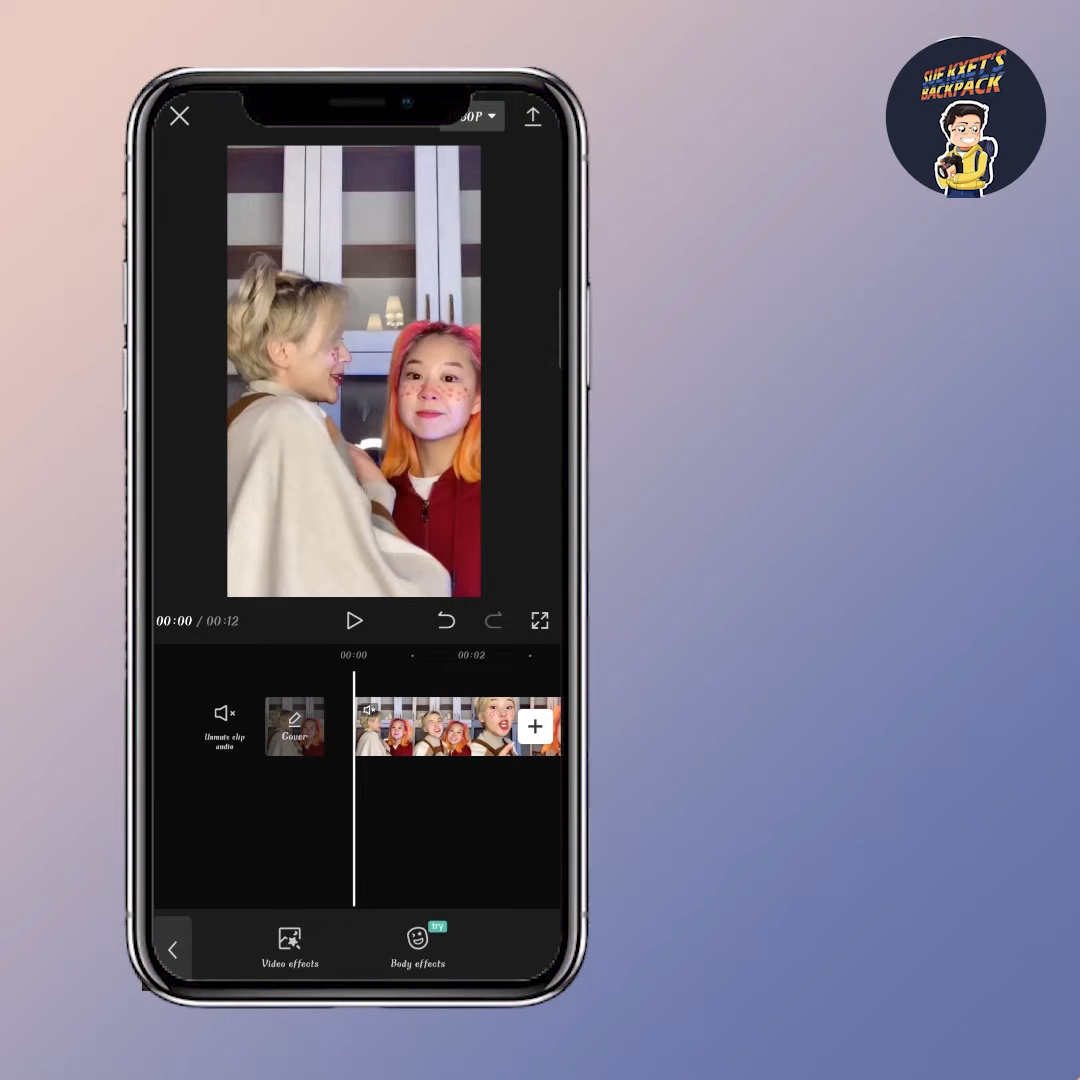 SUE KXET'S
BACKPACK
00:00 / 00:12
00:00
00:02
Unmute clip
audio
Cover
try
Video effects
Body effects